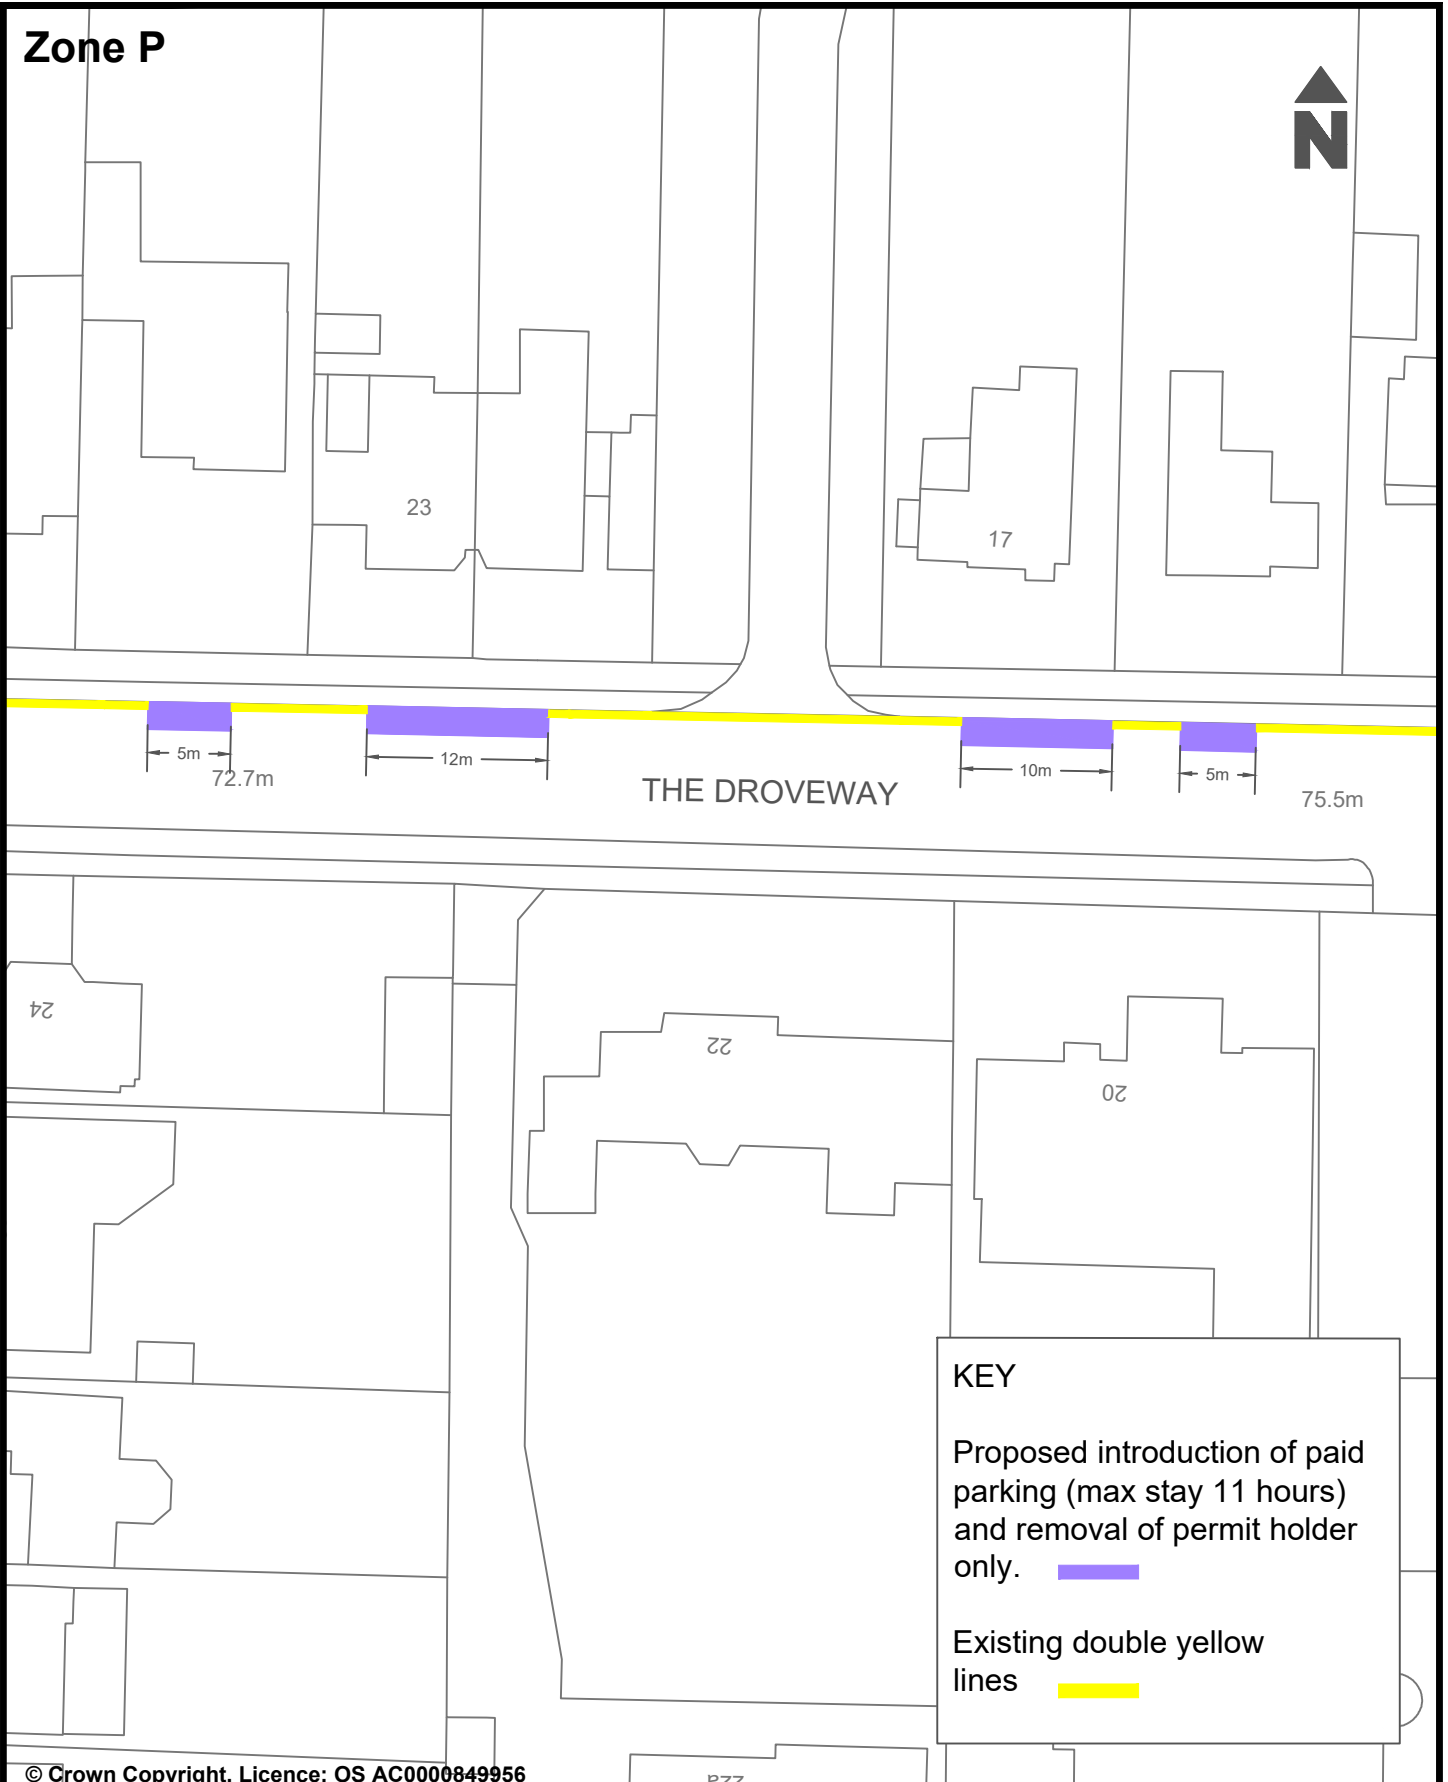 Zone P
N
23
17
5m
12m
10m
5m
72.7m
THE DROVEWAY
75.5m
24
22
20
KEY
Proposed introduction of paid
parking (max stay 11 hours)
and removal of permit holder
only.
Existing double yellow
lines
22a
© Crown Copyright. Licence: OS AC0000849956